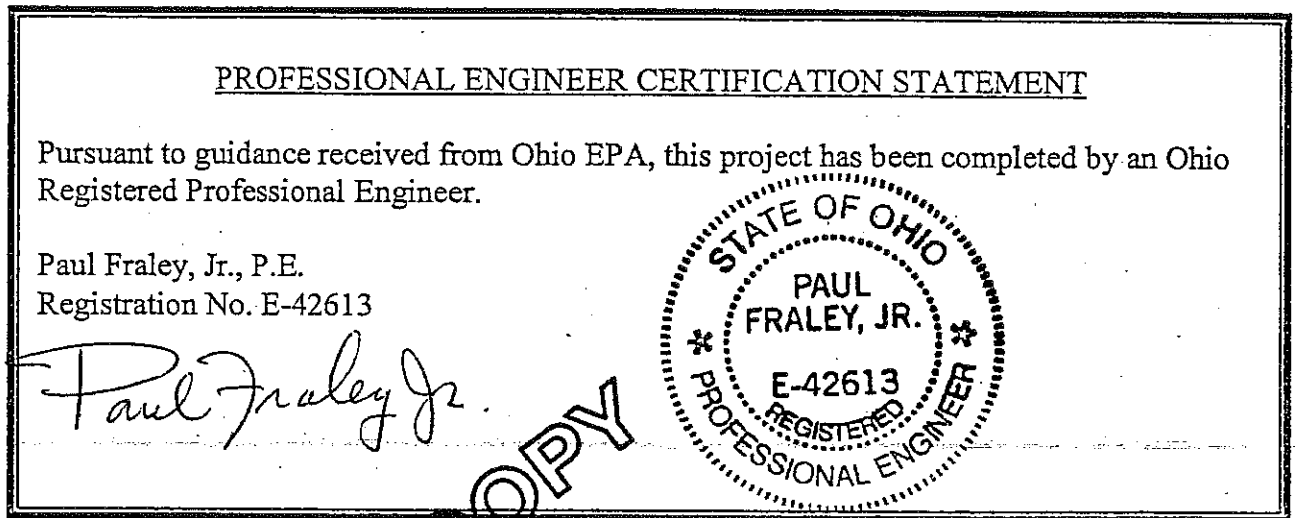 PROFESSIONAL ENGINEER CERTIFICATION STATEMENT
Pursuant to guidance received from Ohio EPA, this project has been completed by an Ohio
Registered Professional Engineer.
Paul Fraley, Jr., P.E.
Registration No. E-42613
Paul Fraley Jr.
STATE OF OHIO
PAUL
FRALEY, JR.
E-42613
REGISTERED
PROFESSIONAL ENGINEER
OPY